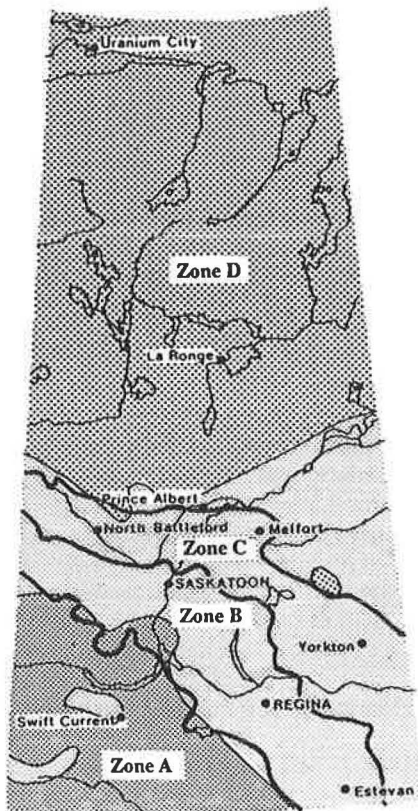 Uranium City
Zone D
La Ronge
Prince Albert
North Battleford
Melfort
Zone C
SASKATOON
Zone B
Yorkton
REGINA
Swift Current
Zone A
Estevan